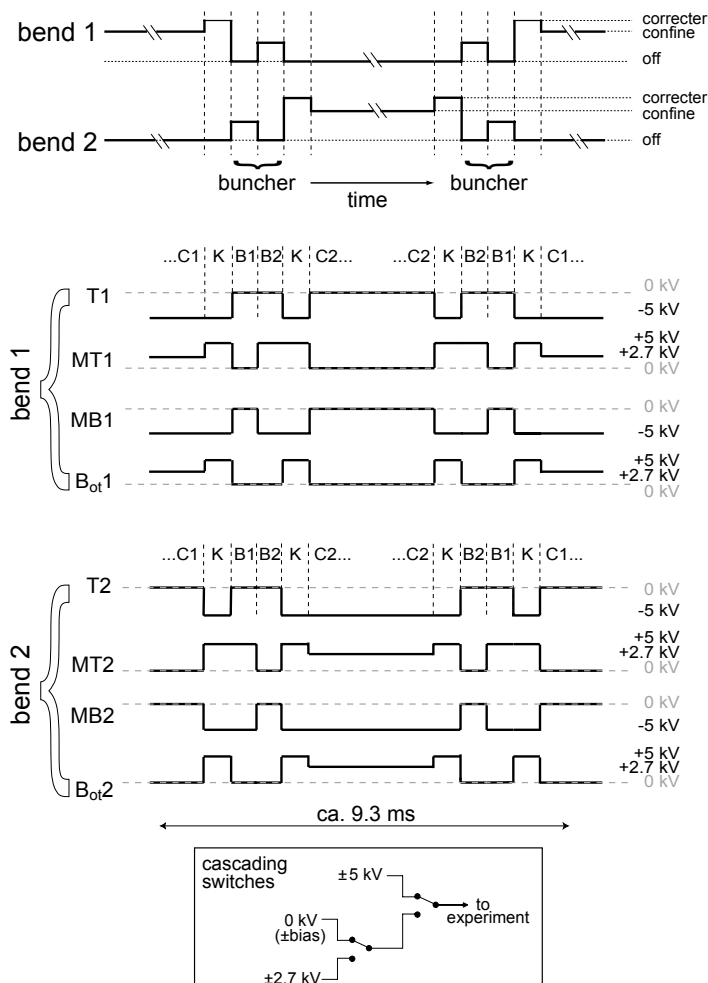 bend 1
correcter
confine
off
correcter
confine
bend 2
off
buncher
time
buncher
...C1 K B1 B2 K C2... ...C2 K B2 B1 K C1...
bend 1
T1
0 kV
-5 kV
MT1
+5 kV
+2.7 kV
0 kV
MB1
0 kV
-5 kV
Bot1
+5 kV
+2.7 kV
0 kV
...C1 K B1 B2 K C2... ...C2 K B2 B1 K C1...
bend 2
T2
0 kV
-5 kV
MT2
+5 kV
+2.7 kV
0 kV
MB2
0 kV
-5 kV
Bot2
+5 kV
+2.7 kV
0 kV
ca. 9.3 ms
cascading
switches
±5 kV
to
experiment
0 kV
(±bias)
±2.7 kV